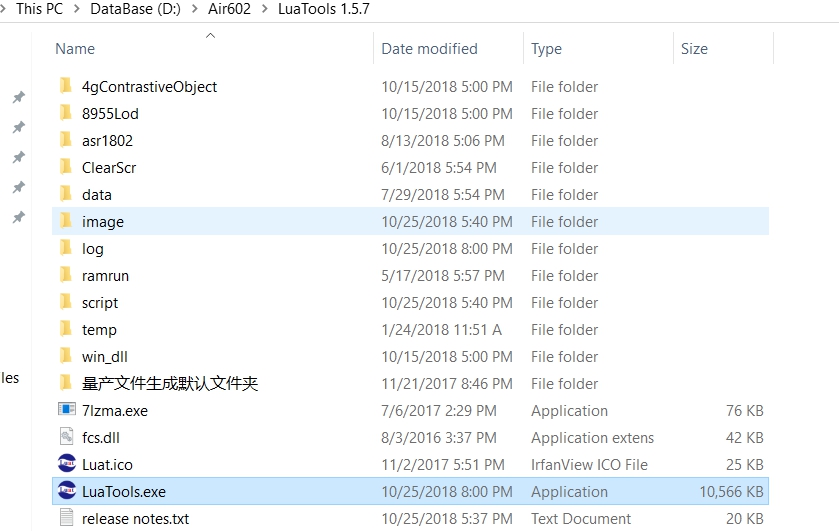 This PC > DataBase (D:) > Air602 > LuaTools 1.5.7
Name Date modified Type Size
4gContrastiveObject 10/15/2018 5:00 PM File folder
8955Lod 10/15/2018 5:00 PM File folder
asr1802 8/13/2018 5:06 PM File folder
ClearScr 6/1/2018 5:54 PM File folder
data 7/29/2018 5:54 PM File folder
image 10/25/2018 5:40 PM File folder
log 10/25/2018 8:00 PM File folder
ramrun 5/17/2018 5:57 PM File folder
script 10/25/2018 5:40 PM File folder
temp 1/24/2018 11:51 A File folder
win_dll 10/15/2018 5:00 PM File folder
les
量产文件生成默认文件夹 11/21/2017 8:46 PM File folder
7lzma.exe 7/6/2017 2:29 PM Application 76 KB
fcs.dll 8/3/2016 3:37 PM Application extens 42 KB
Luat.ico 11/2/2017 5:51 PM IrfanView ICO File 25 KB
LuaTools.exe 10/25/2018 8:00 PM Application 10,566 KB
release notes.txt 10/25/2018 5:37 PM Text Document 20 KB